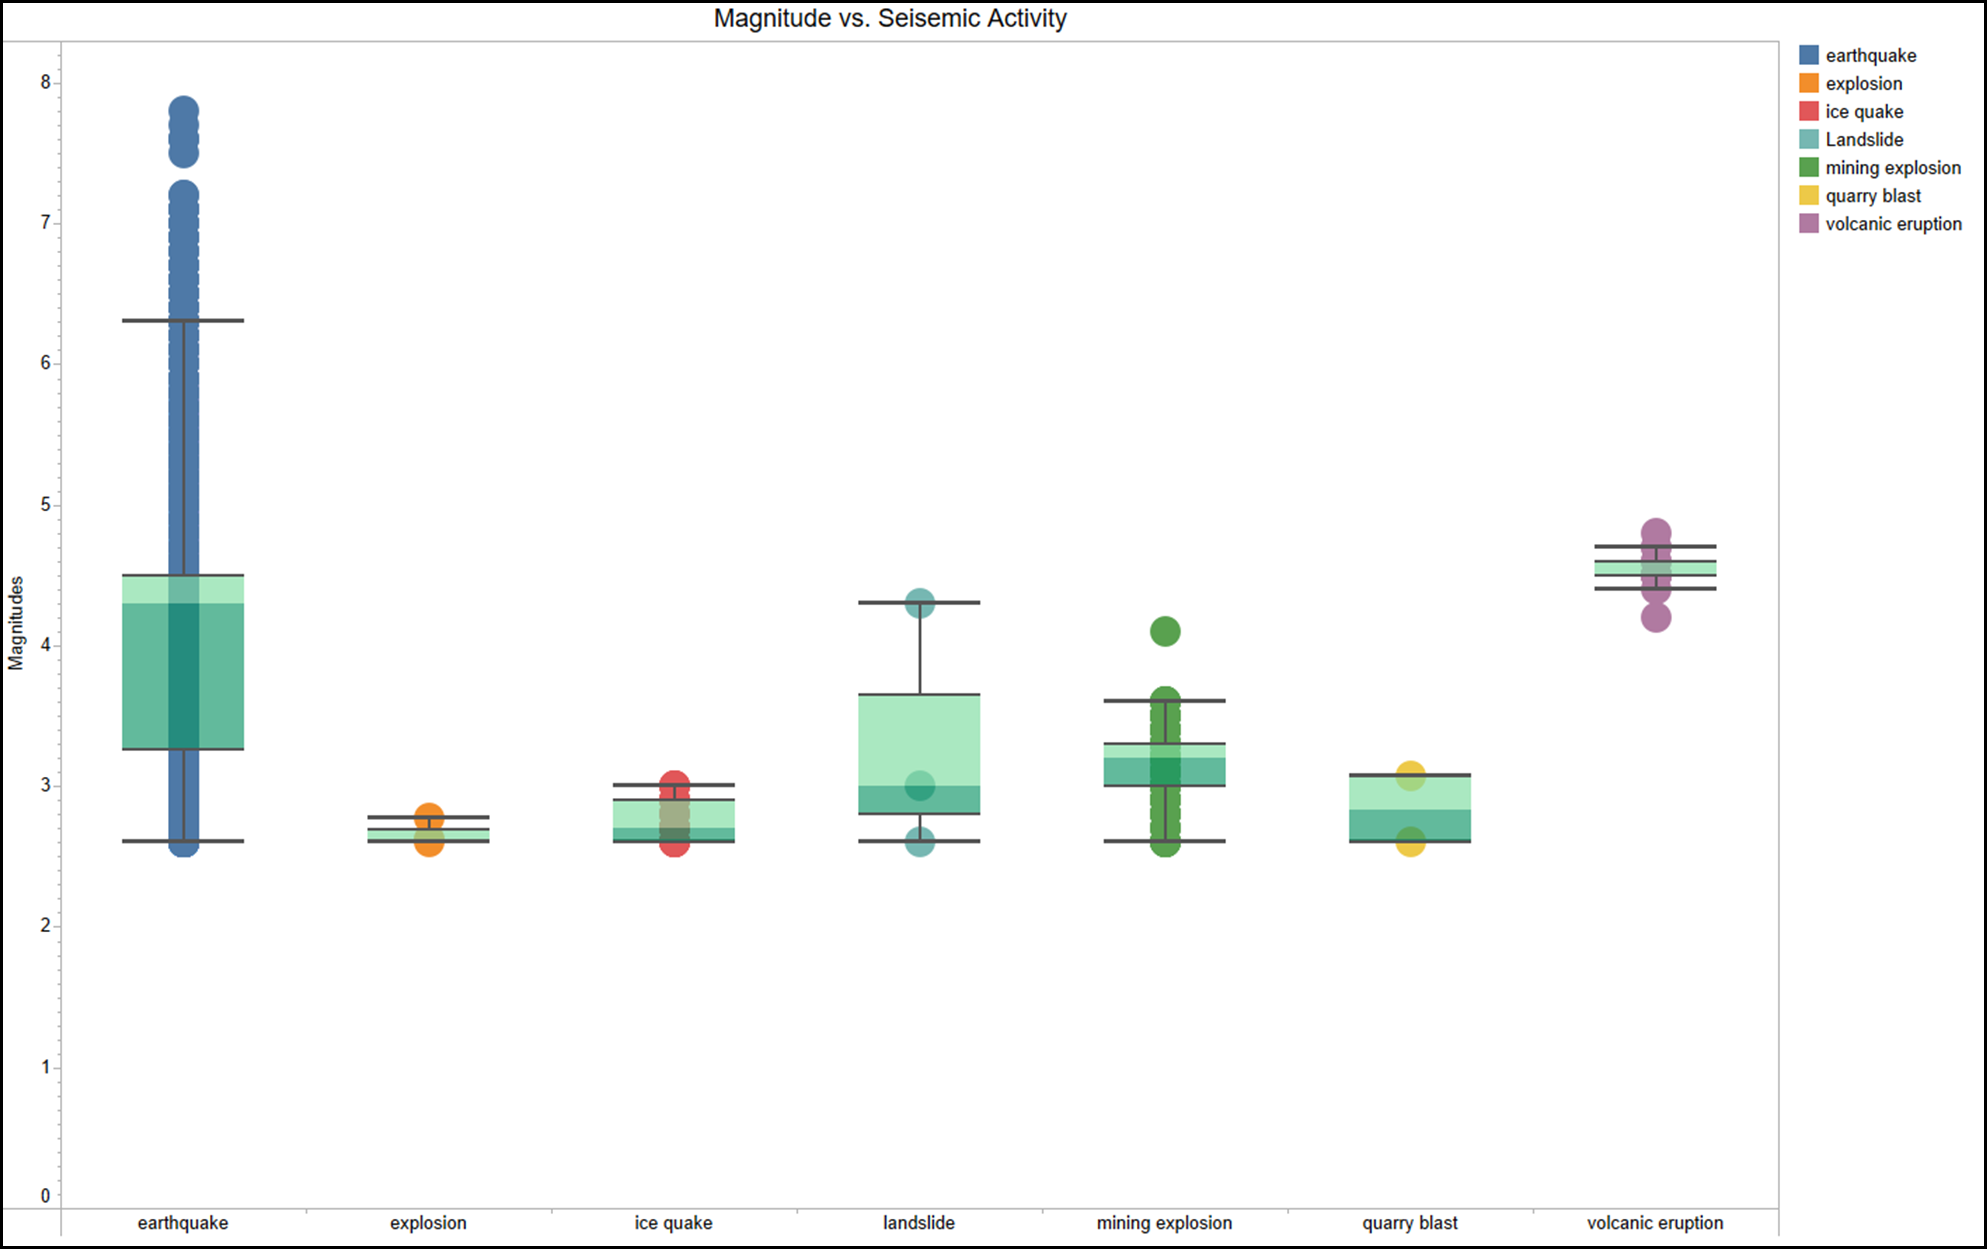 Magnitude vs. Seisemic Activity
earthquake
explosion
ice quake
Landslide
mining explosion
quarry blast
volcanic eruption
Magnitudes
8
7
6
5
4
3
2
1
0
earthquake explosion ice quake landslide mining explosion quarry blast volcanic eruption